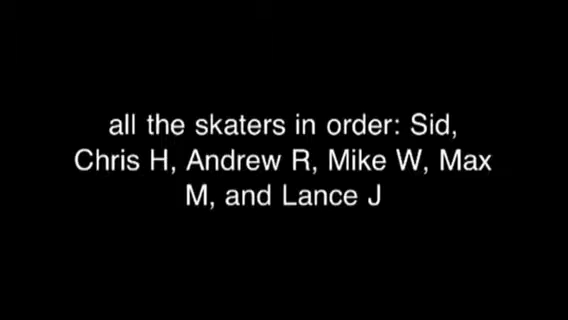 all the skaters in order: Sid,
Chris H, Andrew R, Mike W, Max
M, and Lance J